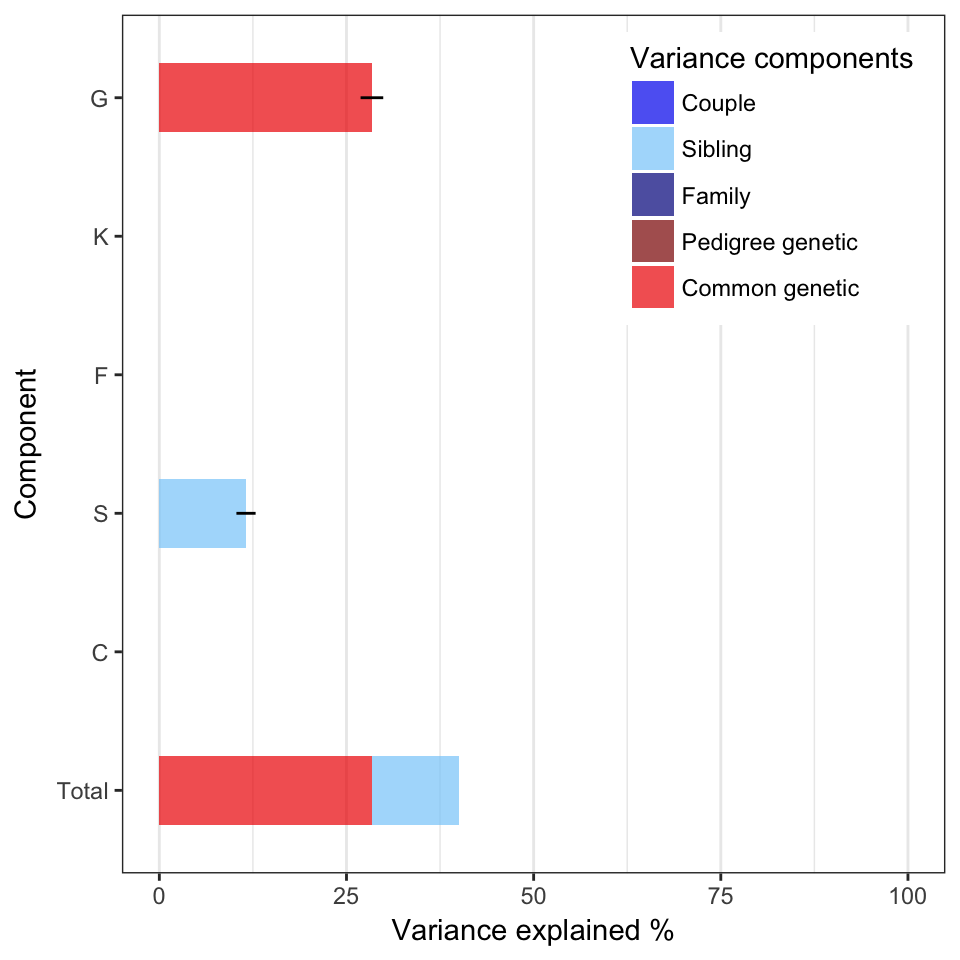 Variance components
Couple
Sibling
Family
Pedigree genetic
Common genetic
Component
G
K
F
S
C
Total
0 25 50 75 100
Variance explained %